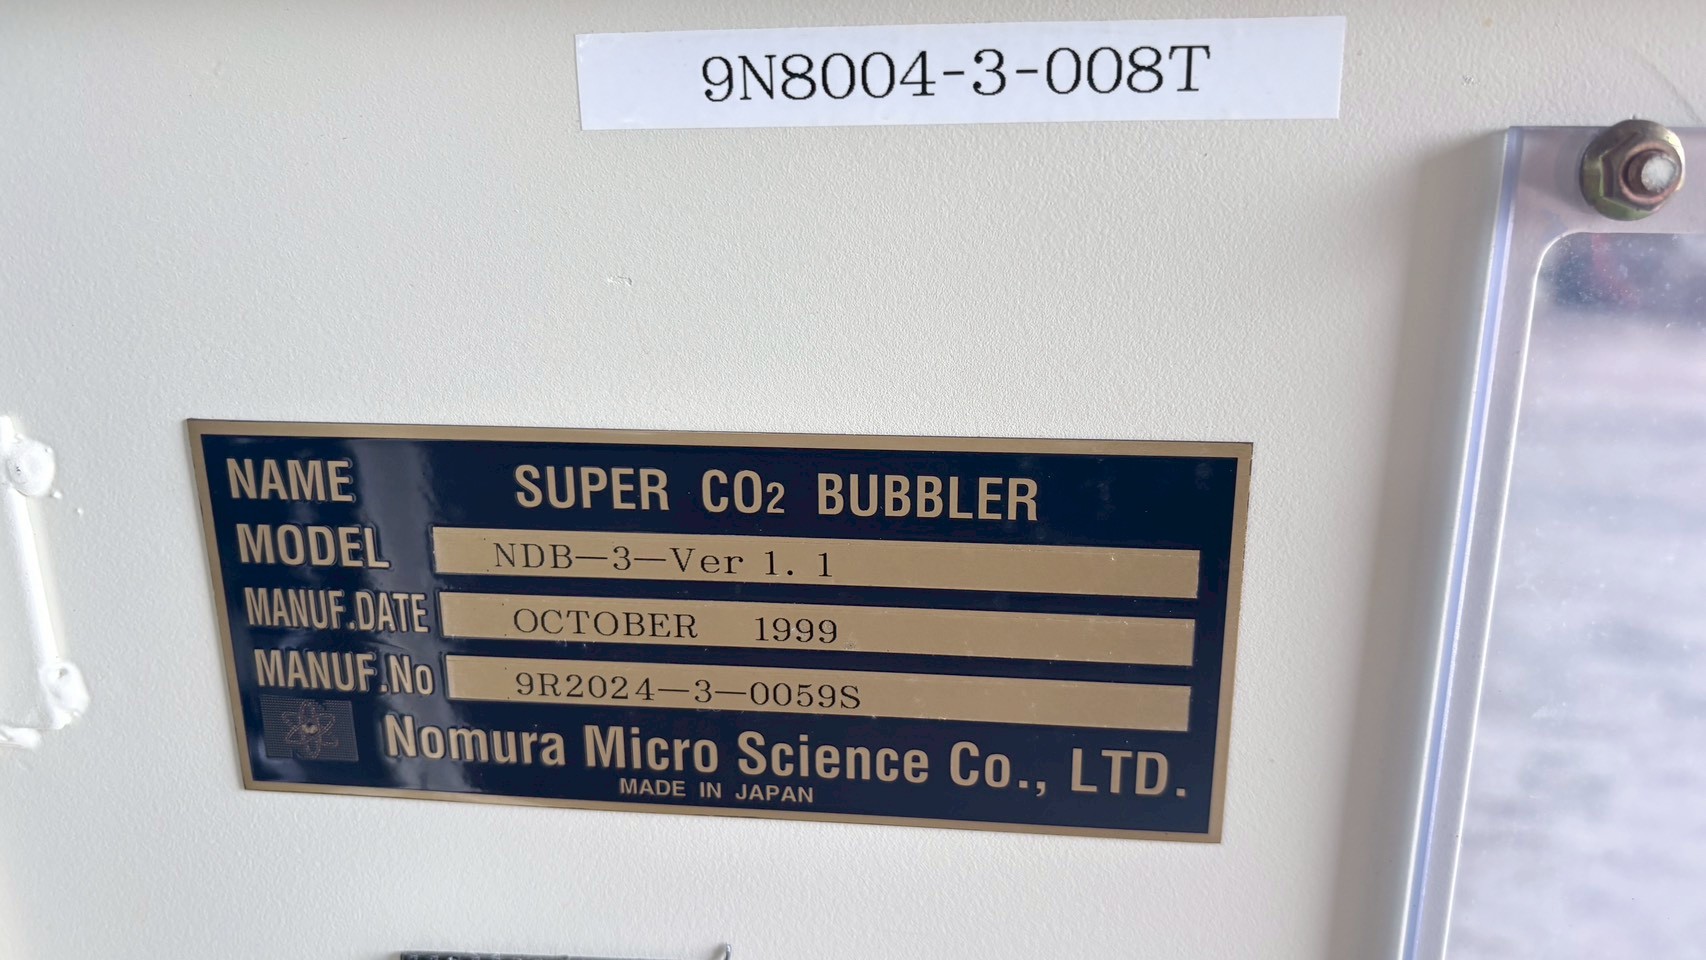 9N8004-3-008T
NAME SUPER CO2 BUBBLER
MODEL NDB-3-Ver 1. 1
MANUF.DATE OCTOBER 1999
MANUF.No 9R2024-3-0059S
Nomura Micro Science Co., LTD.
MADE IN JAPAN